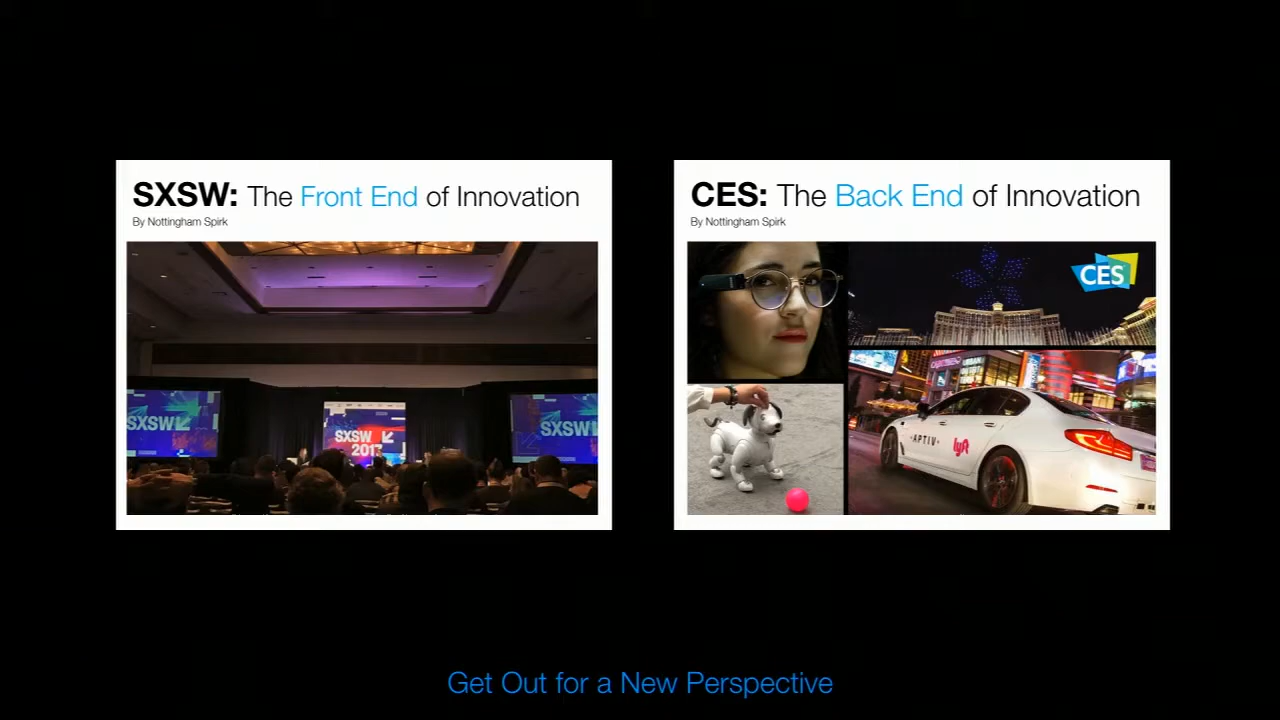 SXSW: The Front End of Innovation
By Nottingham Spirk
SXSW
SXSW
2017
SXSW
CES: The Back End of Innovation
By Nottingham Spirk
CES
· APTIV ·
lyft
Get Out for a New Perspective